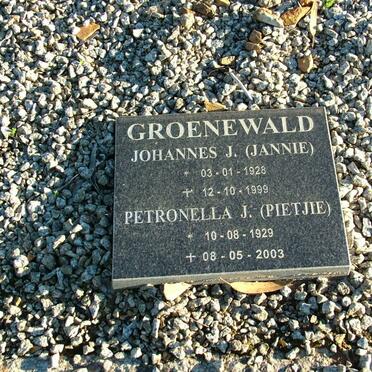 GROENEWALD
JOHANNES J. (JANNIE)
* 03-01-1928
✝ 12-10-1999
PETRONELLA J. (PIETJIE)
* 10-08-1929
✝ 08-05-2003